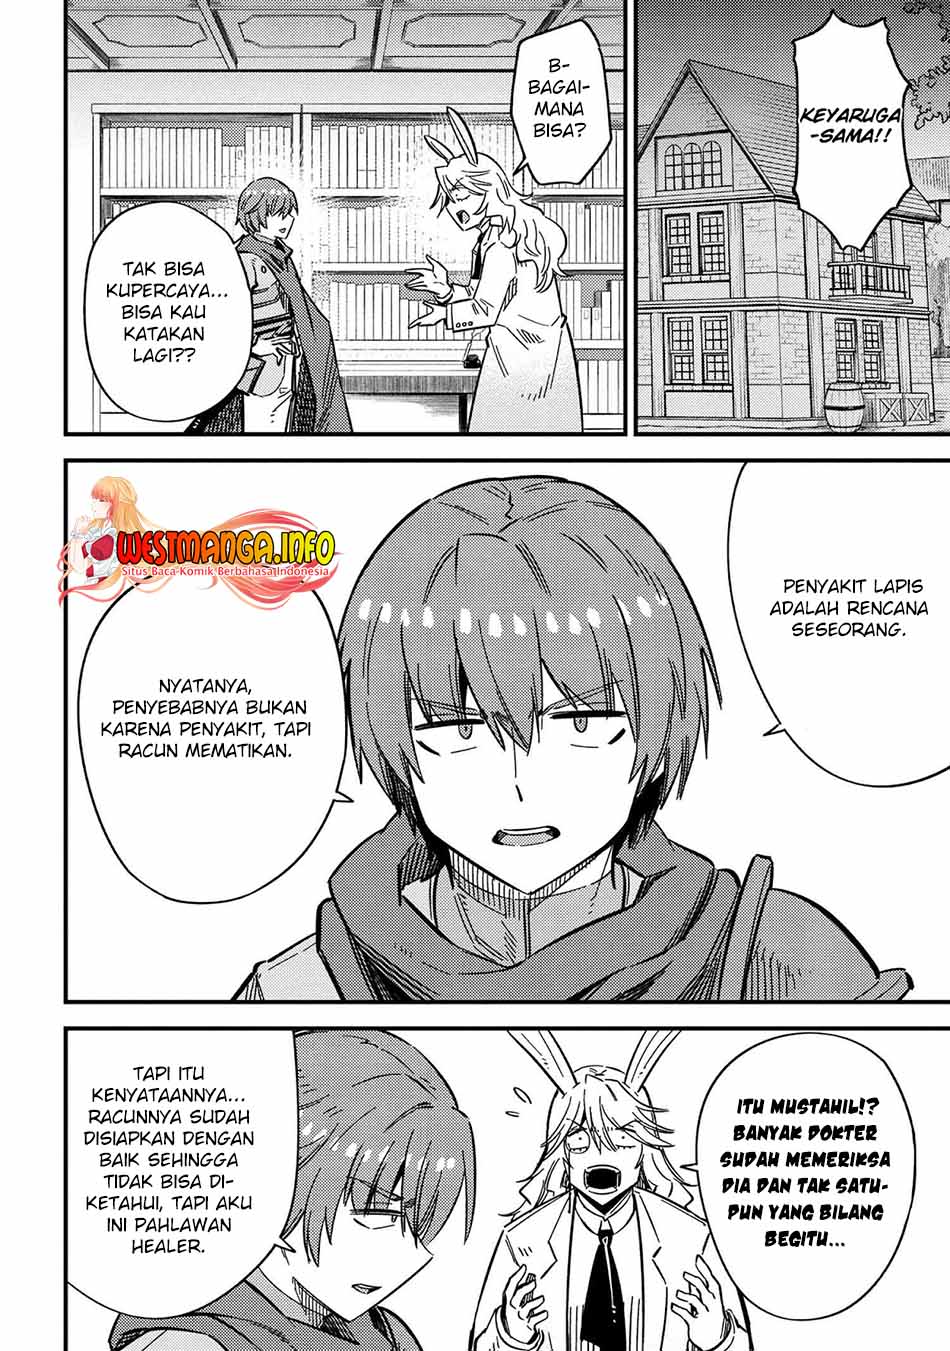 KEYARUGA
-SAMA!!
B-
BAGAI-
MANA
BISA?
TAK BISA
KUPERCAYA...
BISA KAU
KATAKAN
LAGI??
PENYAKIT LAPIS
ADALAH RENCANA
SESEORANG.
WESTMANGA.INFO
Situs Baca Komik Berbahasa Indonesia
NYATANYA,
PENYEBABNYA BUKAN
KARENA PENYAKIT, TAPI
RACUN MEMATIKAN.
ITU MUSTAHIL!?
BANYAK DOKTER
SUDAH MEMERIKSA
DIA DAN TAK SATU-
PUN YANG BILANG
BEGITU...
TAPI ITU
KENYATAANNYA...
RACUNNYA SUDAH
DISIAPKAN DENGAN
BAIK SEHINGGA
TIDAK BISA DI-
KETAHUI, TAPI AKU
INI PAHLAWAN
HEALER.